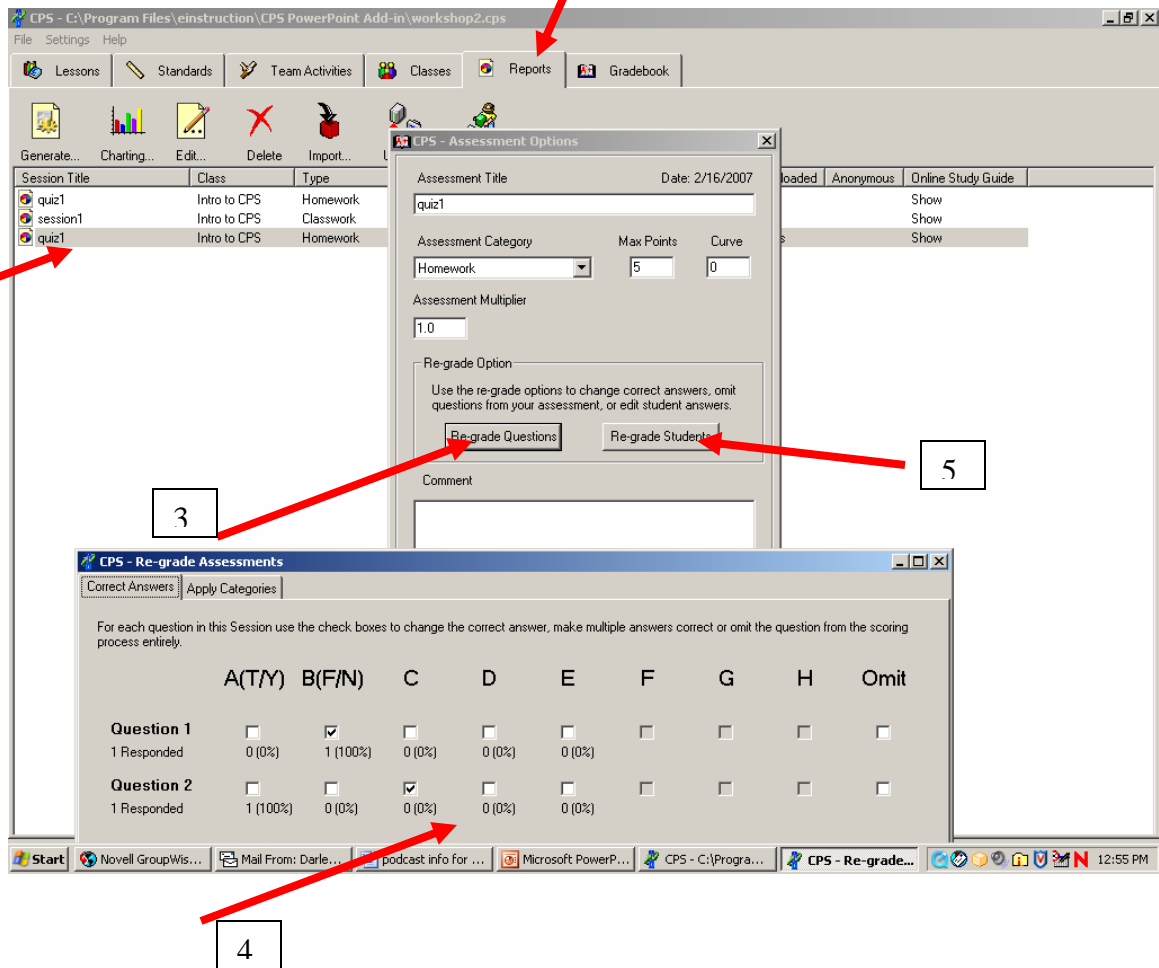 CPS - C:\Program Files\einstruction\CPS PowerPoint Add-in\workshop2.cps
File Settings Help
Lessons Standards Team Activities Classes Reports Gradebook
Generate... Charting... Edit... Delete Import...
Session Title Class Type loaded Anonymous Online Study Guide
quiz1 Intro to CPS Homework Show
session1 Intro to CPS Classwork Show
quiz1 Intro to CPS Homework s Show
CPS - Assessment Options
Assessment Title Date: 2/16/2007
quiz1
Assessment Category Max Points Curve
Homework 5 0
Assessment Multiplier
1.0
Re-grade Option
Use the re-grade options to change correct answers, omit
questions from your assessment, or edit student answers.
Re-grade Questions Re-grade Students
5
Comment
3
CPS - Re-grade Assessments
Correct Answers Apply Categories
For each question in this Session use the check boxes to change the correct answer, make multiple answers correct or omit the question from the scoring
process entirely.
A(T/Y) B(F/N) C D E F G H Omit
Question 1
1 Responded 0 (0%) 1 (100%) 0 (0%) 0 (0%) 0 (0%)
Question 2
1 Responded 1 (100%) 0 (0%) 0 (0%) 0 (0%) 0 (0%)
Start Novell GroupWis... Mail From: Darle... podcast info for ... Microsoft PowerP... CPS - C:\Progra... CPS - Re-grade... N 12:55 PM
4